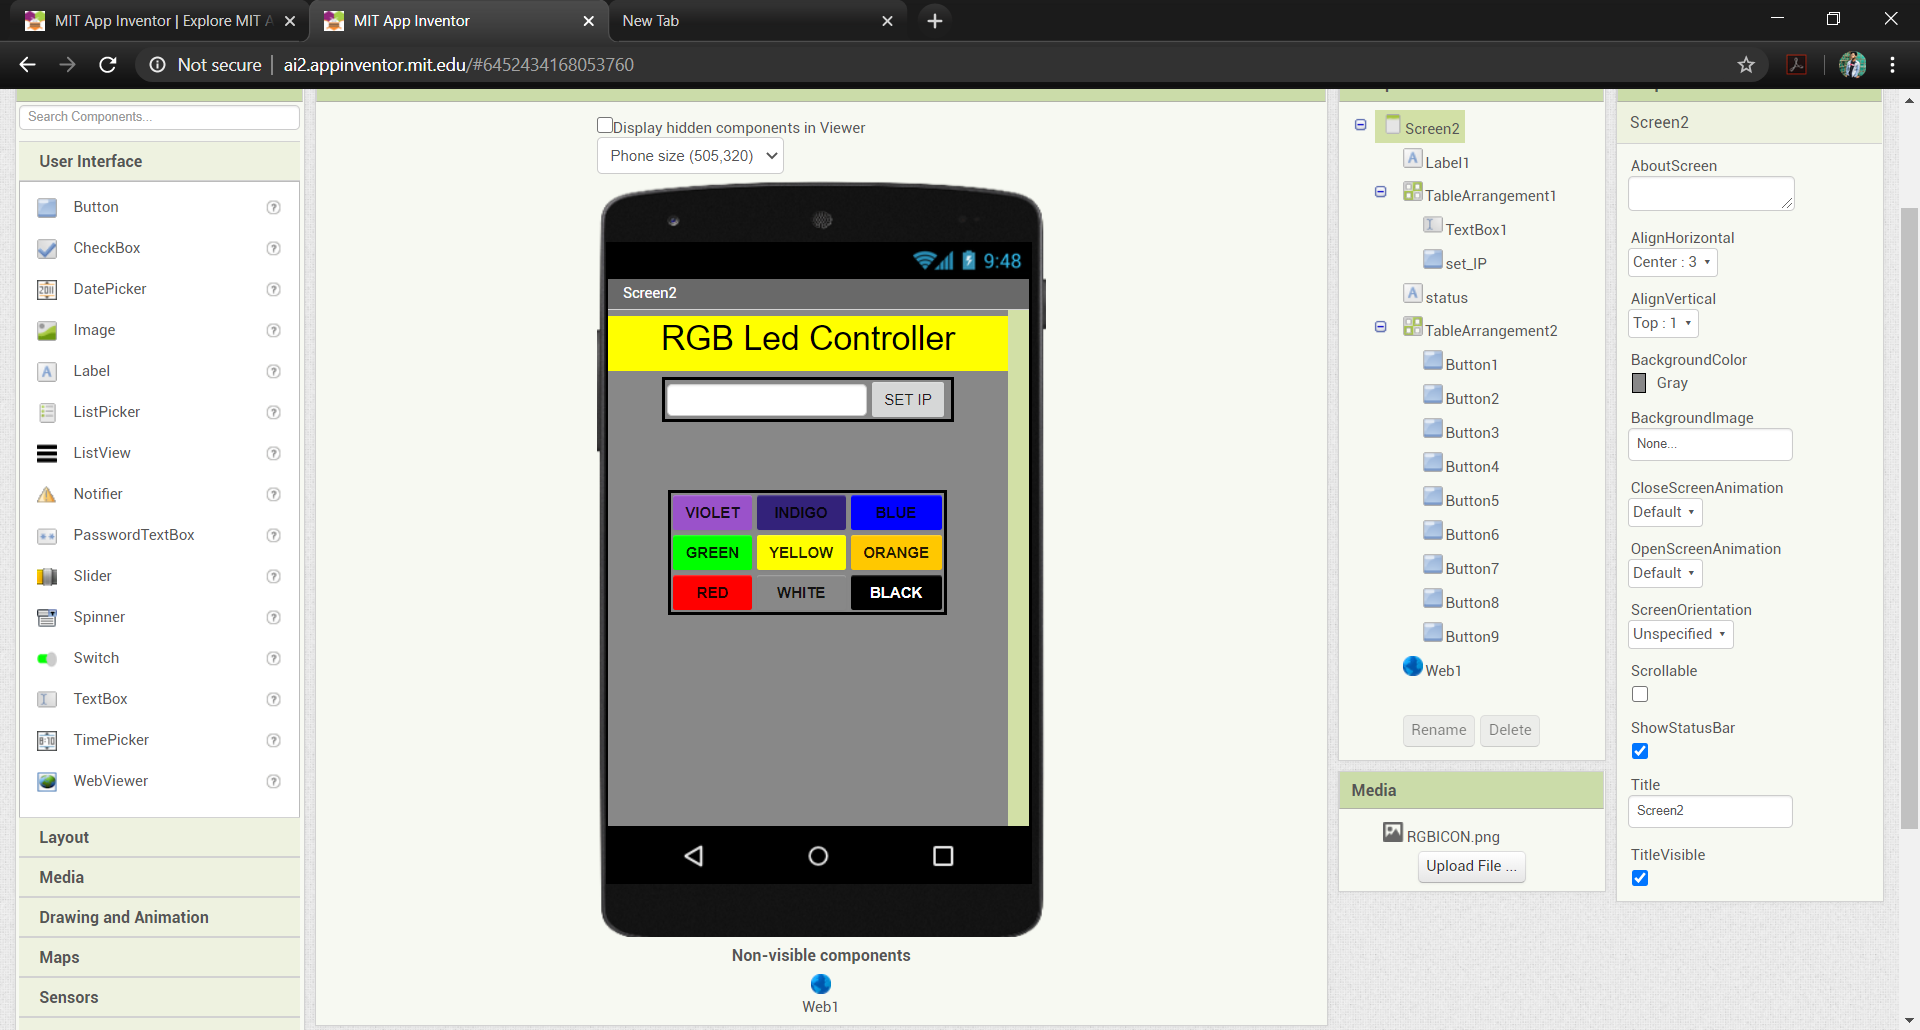 MIT App Inventor | Explore MIT A
MIT App Inventor
New Tab
Not secure | ai2.appinventor.mit.edu/#6452434168053760
Search Components...
User Interface
Button
CheckBox
DatePicker
Image
Label
ListPicker
ListView
Notifier
PasswordTextBox
Slider
Spinner
Switch
TextBox
TimePicker
WebViewer
Layout
Media
Drawing and Animation
Maps
Sensors
Display hidden components in Viewer
Phone size (505,320)
9:48
Screen2
RGB Led Controller
SET IP
VIOLET INDIGO BLUE
GREEN YELLOW ORANGE
RED WHITE BLACK
Non-visible components
Web1
Screen2
Label1
TableArrangement1
TextBox1
set_IP
status
TableArrangement2
Button1
Button2
Button3
Button4
Button5
Button6
Button7
Button8
Button9
Web1
Rename Delete
Media
RGBICON.png
Upload File ...
Screen2
AboutScreen
AlignHorizontal
Center : 3
AlignVertical
Top : 1
BackgroundColor
Gray
BackgroundImage
None...
CloseScreenAnimation
Default
OpenScreenAnimation
Default
ScreenOrientation
Unspecified
Scrollable
ShowStatusBar
Title
Screen2
TitleVisible